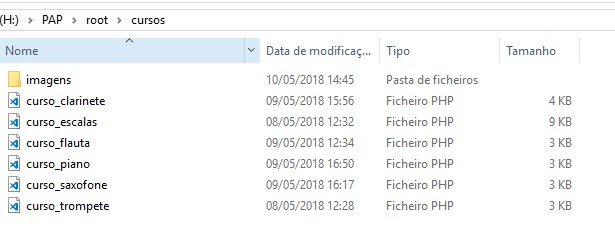 (H:) > PAP > root > cursos
Nome Data de modificaç... Tipo Tamanho
imagens 10/05/2018 14:45 Pasta de ficheiros
curso_clarinete 09/05/2018 15:56 Ficheiro PHP 4 KB
curso_escalas 08/05/2018 12:32 Ficheiro PHP 9 KB
curso_flauta 09/05/2018 12:34 Ficheiro PHP 3 KB
curso_piano 09/05/2018 16:50 Ficheiro PHP 3 KB
curso_saxofone 09/05/2018 16:17 Ficheiro PHP 3 KB
curso_trompete 08/05/2018 12:28 Ficheiro PHP 3 KB